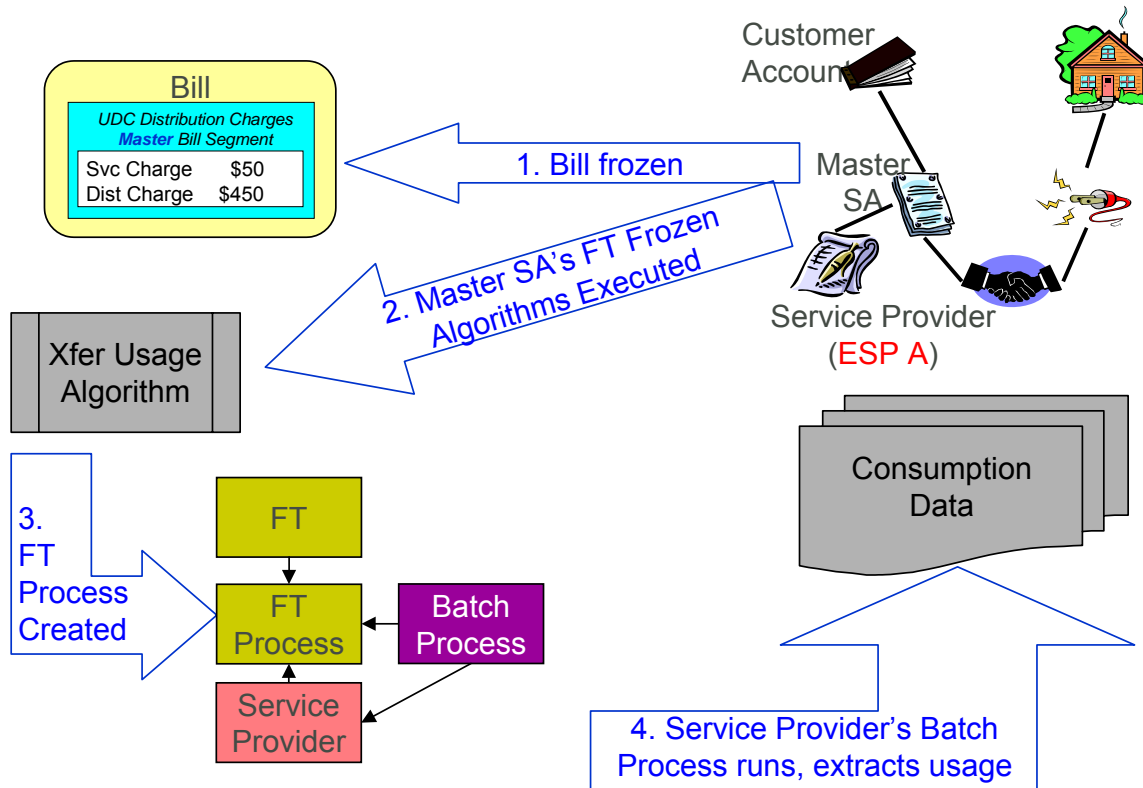 Bill
UDC Distribution Charges
Master Bill Segment
Svc Charge $50
Dist Charge $450
1. Bill frozen
Customer
Account
Master
SA
Service Provider
(ESP A)
2. Master SA's FT Frozen
Algorithms Executed
Xfer Usage
Algorithm
3.
FT
Process
Created
FT
FT
Process
Batch
Process
Service
Provider
Consumption
Data
4. Service Provider's Batch
Process runs, extracts usage